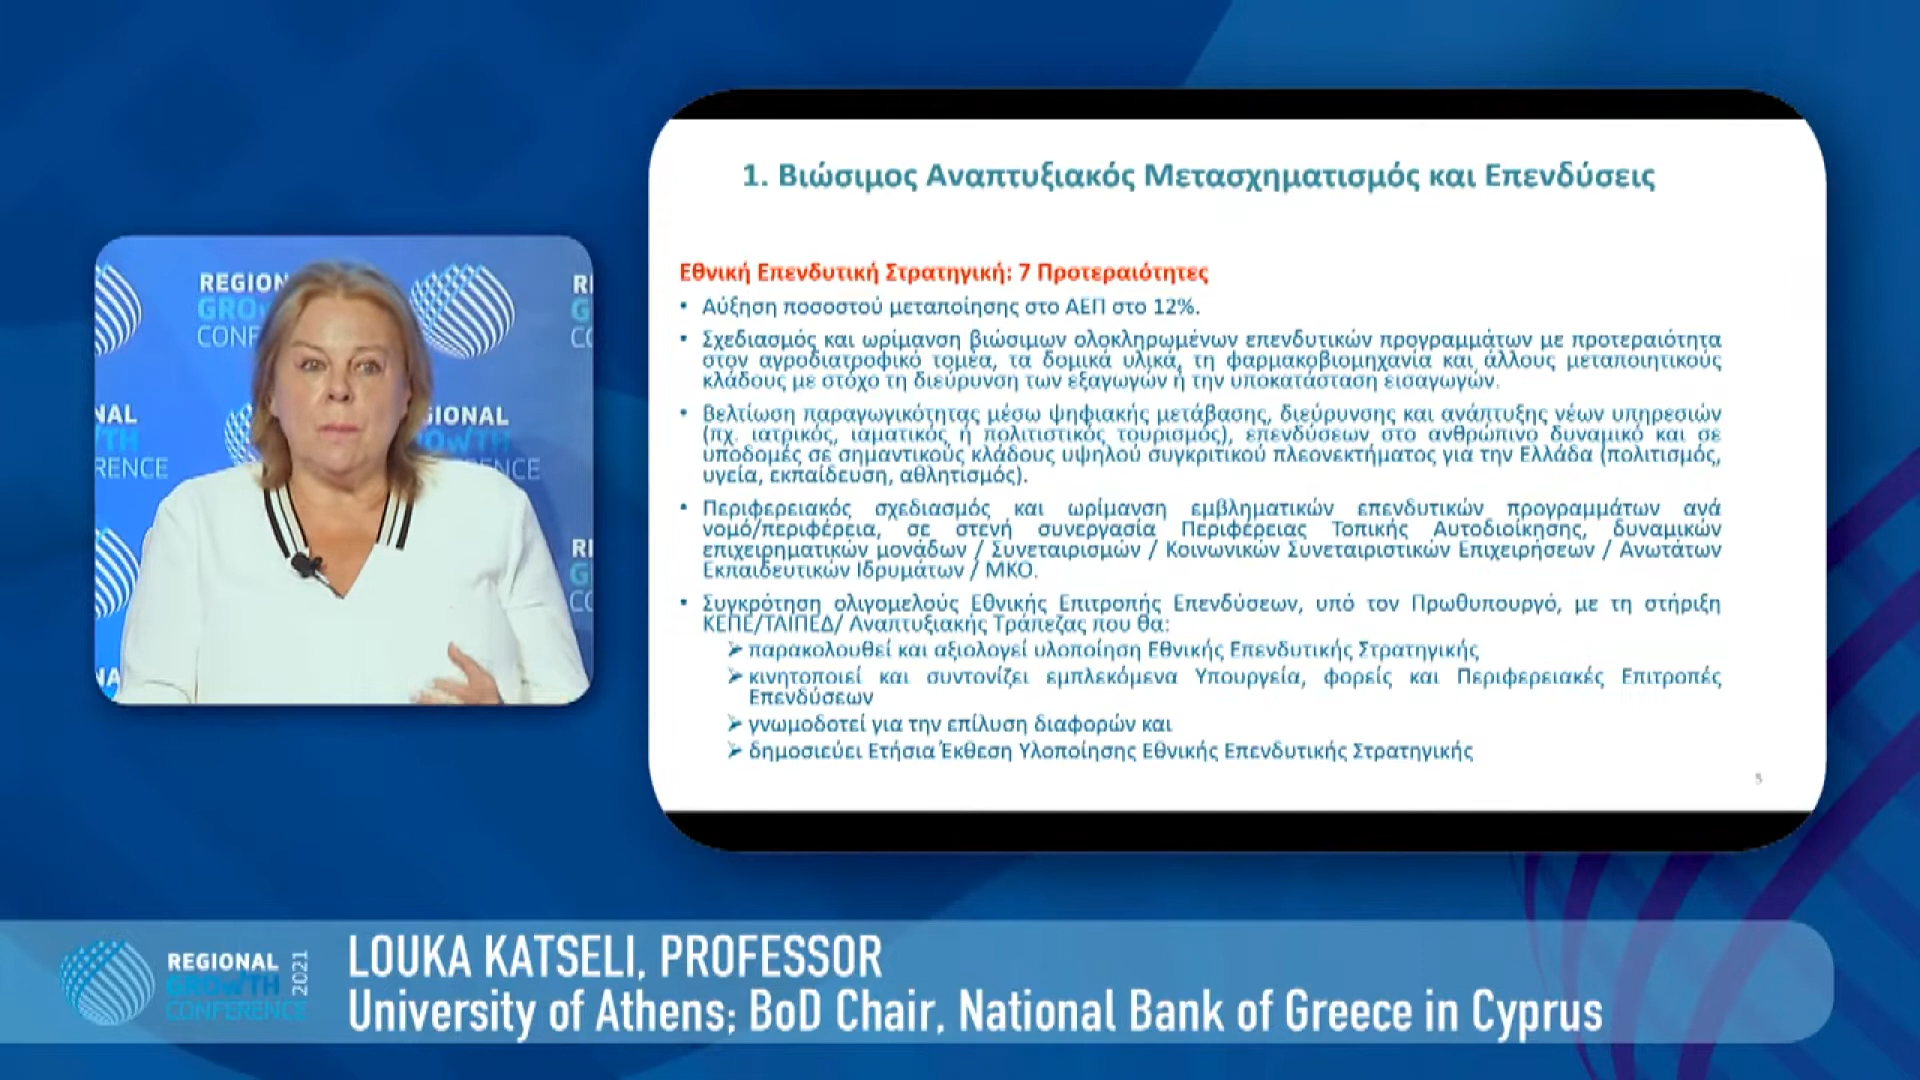 1. Βιώσιμος Αναπτυξιακός Μετασχηματισμός και Επενδύσεις
Εθνική Επενδυτική Στρατηγική: 7 Προτεραιότητες
• Αύξηση ποσοστού μεταποίησης στο ΑΕΠ στο 12%.
• Σχεδιασμός και ωρίμανση βιώσιμων ολοκληρωμένων επενδυτικών προγραμμάτων με προτεραιότητα
στον αγροδιατροφικό τομέα, τα δομικά υλικά, τη φαρμακοβιομηχανία και άλλους μεταποιητικούς
κλάδους με στόχο τη διεύρυνση των εξαγωγών ή την υποκατάσταση εισαγωγών.
• Βελτίωση παραγωγικότητας μέσω ψηφιακής μετάβασης, διεύρυνσης και ανάπτυξης νέων υπηρεσιών
(πχ. ιατρικός, ιαματικός ή πολιτιστικός τουρισμός), επενδύσεων στο ανθρώπινο δυναμικό και σε
υποδομές σε σημαντικούς κλάδους υψηλού συγκριτικού πλεονεκτήματος για την Ελλάδα (πολιτισμός,
υγεία, εκπαίδευση, αθλητισμός).
• Περιφερειακός σχεδιασμός και ωρίμανση εμβληματικών επενδυτικών προγραμμάτων ανά
νομό/περιφέρεια, σε στενή συνεργασία Περιφέρειας Τοπικής Αυτοδιοίκησης, δυναμικών
επιχειρηματικών μονάδων / Συνεταιρισμών / Κοινωνικών Συνεταιριστικών Επιχειρήσεων / Ανωτάτων
Εκπαιδευτικών Ιδρυμάτων / ΜΚΟ.
• Συγκρότηση ολιγομελούς Εθνικής Επιτροπής Επενδύσεων, υπό τον Πρωθυπουργό, με τη στήριξη
ΚΕΠΕ/ΤΑΙΠΕΔ/ Αναπτυξιακής Τράπεζας που θα:
➢ παρακολουθεί και αξιολογεί υλοποίηση Εθνικής Επενδυτικής Στρατηγικής
➢ κινητοποιεί και συντονίζει εμπλεκόμενα Υπουργεία, φορείς και Περιφερειακές Επιτροπές
Επενδύσεων
➢ γνωμοδοτεί για την επίλυση διαφορών και
➢ δημοσιεύει Ετήσια Έκθεση Υλοποίησης Εθνικής Επενδυτικής Στρατηγικής
5
REGIONAL
GROWTH
CONFERENCE
2021
LOUKA KATSELI, PROFESSOR
University of Athens; BoD Chair, National Bank of Greece in Cyprus